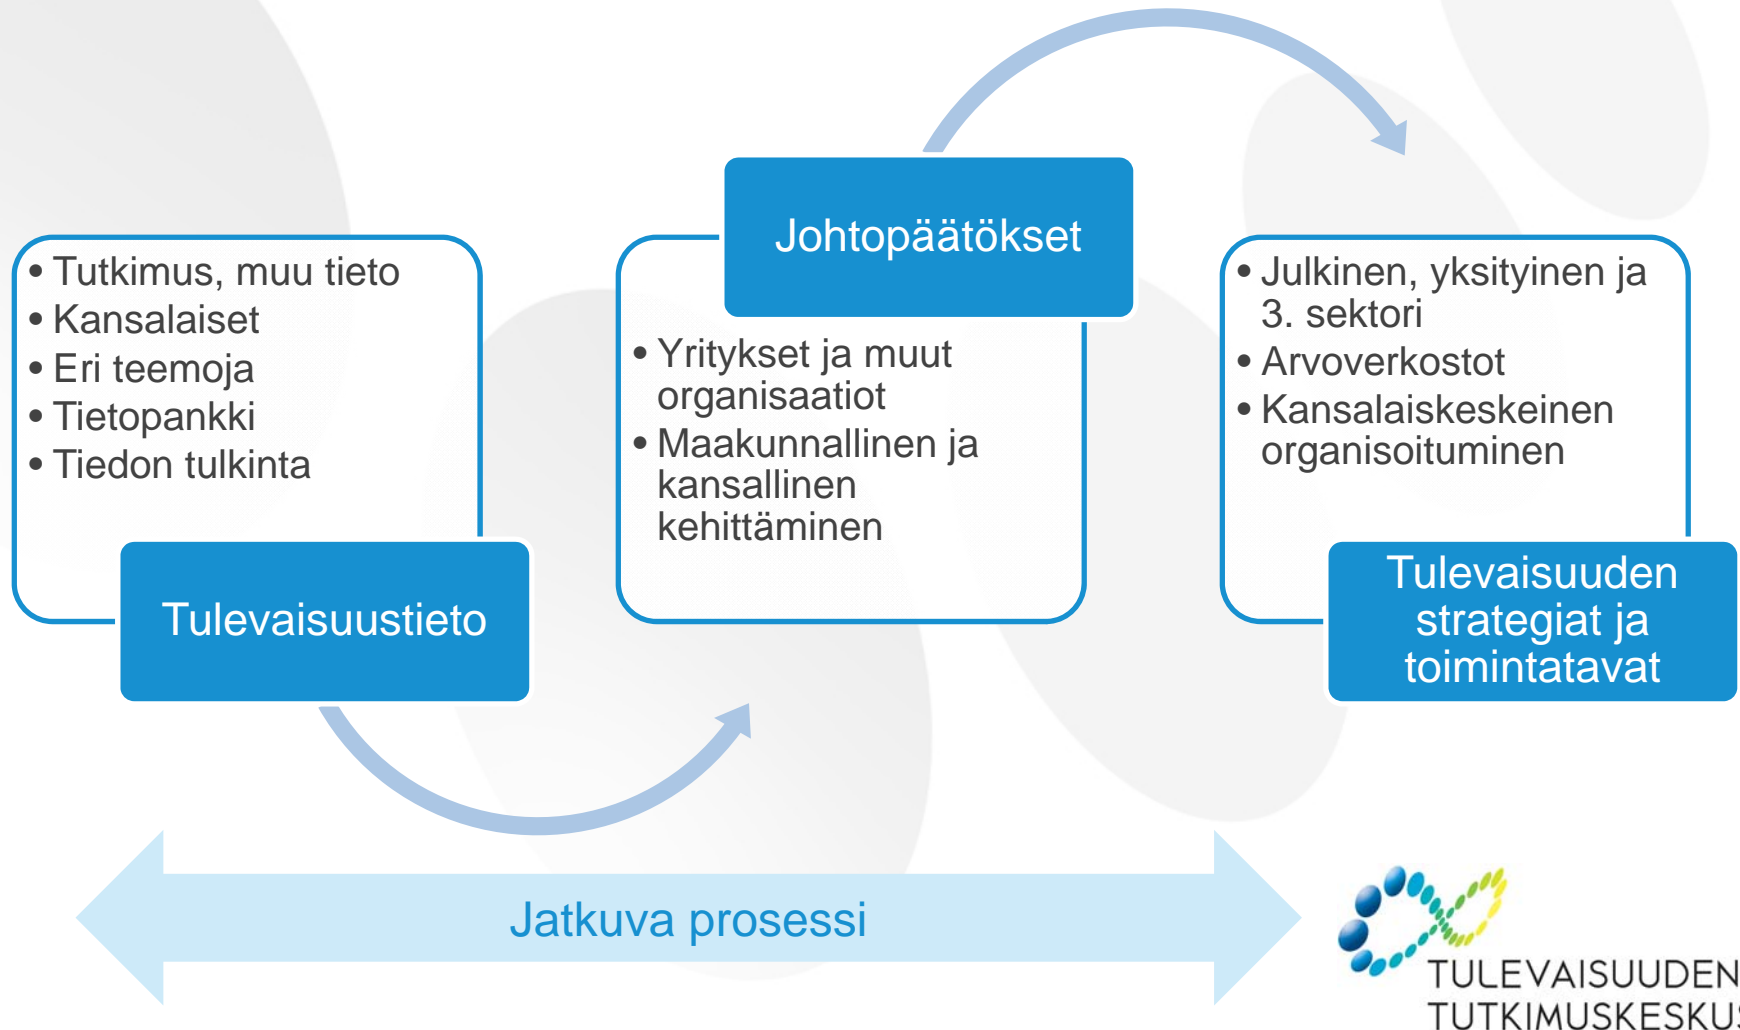 • Tutkimus, muu tieto
• Kansalaiset
• Eri teemoja
• Tietopankki
• Tiedon tulkinta
Tulevaisuustieto
Johtopäätökset
• Yritykset ja muut
organisaatiot
• Maakunnallinen ja
kansallinen
kehittäminen
• Julkinen, yksityinen ja
3. sektori
• Arvoverkostot
• Kansalaiskeskeinen
organisoituminen
Tulevaisuuden
strategiat ja
toimintatavat
Jatkuva prosessi
TULEVAISUUDEN
TUTKIMUSKESKUS